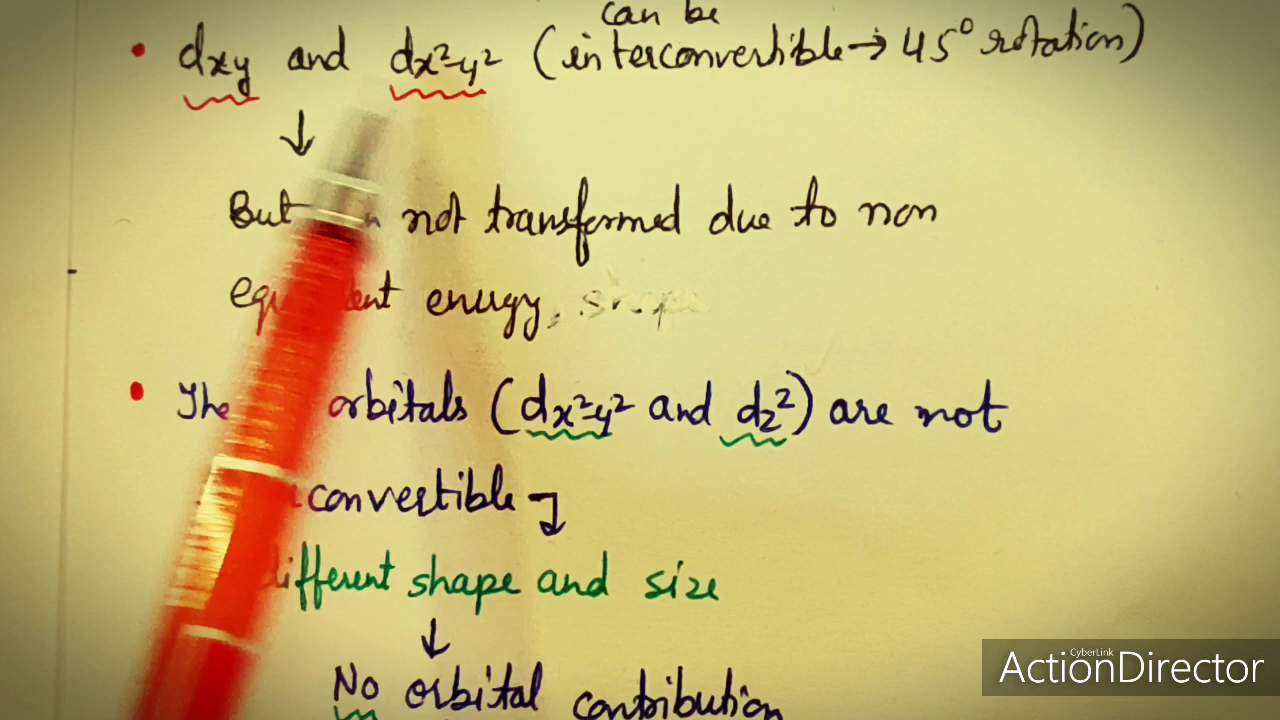 can be
• dxy and dx²-y² (interconvertible → 45° rotation)
↓
But not transformed due to non
energy, shape
• The orbitals (dx²-y² and dz²) are not
convertible
different shape and size
↓
No orbital contribution
CyberLink
ActionDirector